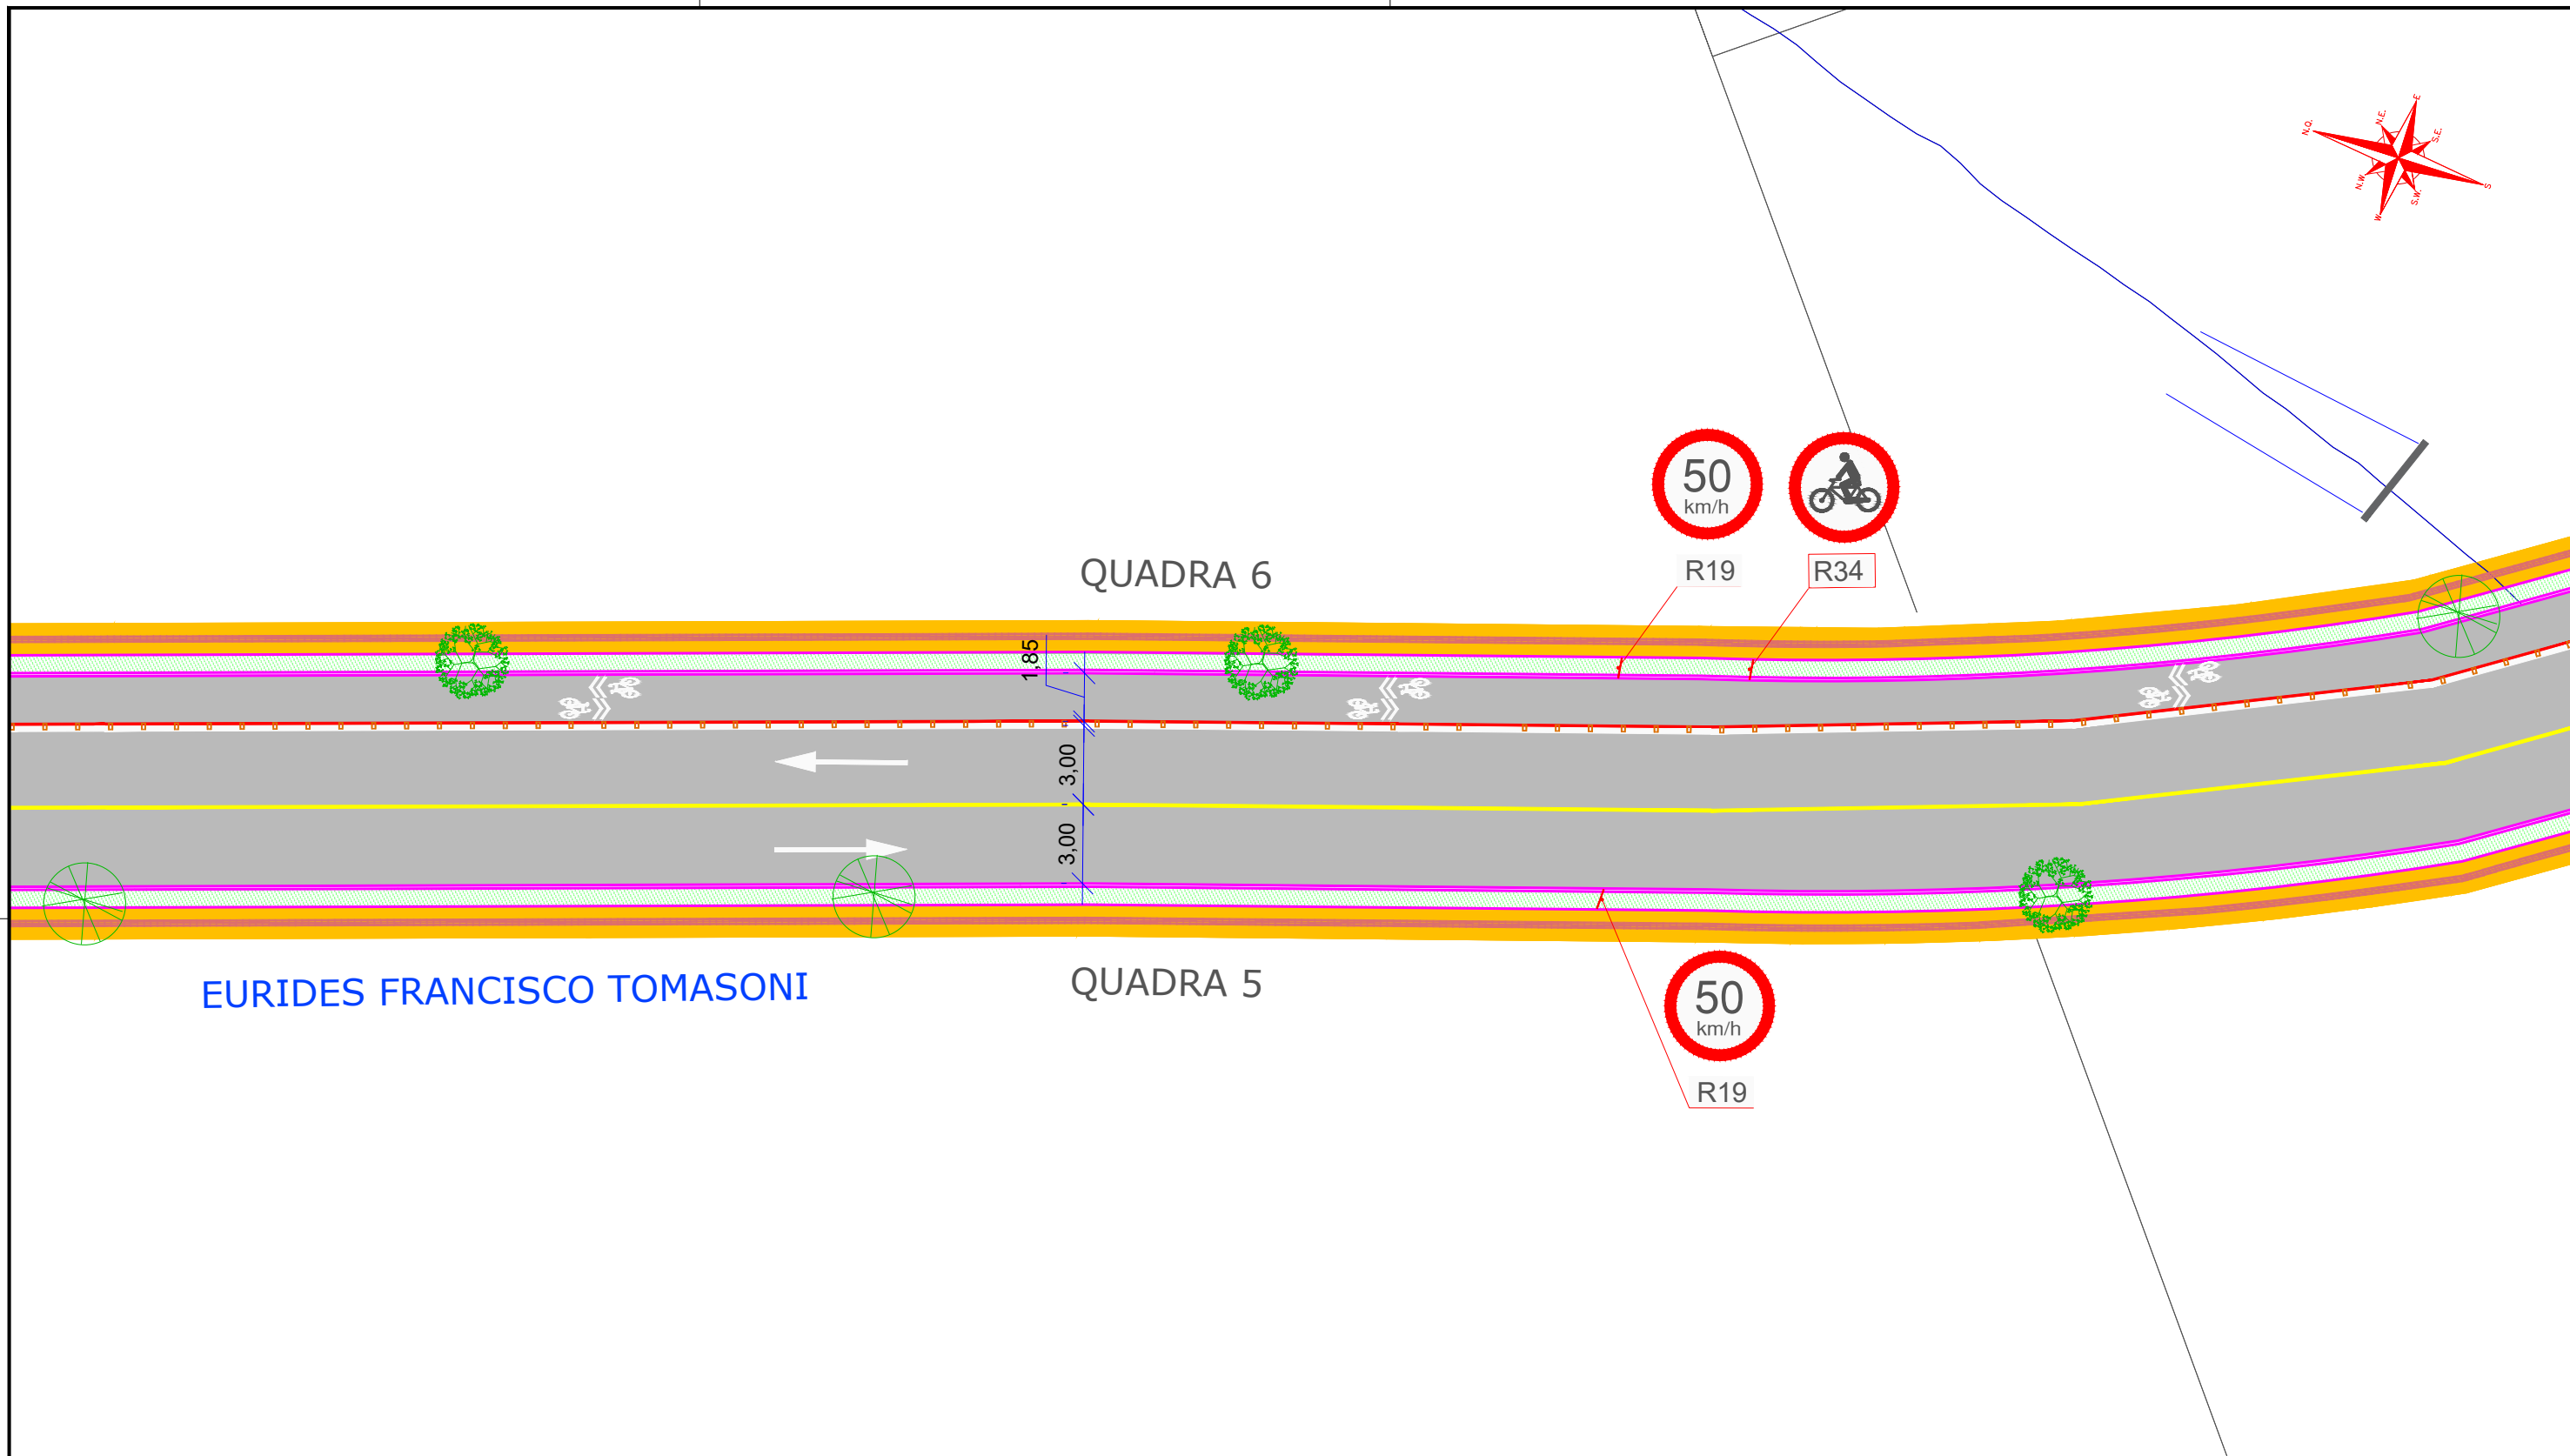 E
N.E.
N.O.
S.E.
N.W.
S.W.
S
W
50
km/h
R19
R34
QUADRA 6
1,85
3,00
3,00
EURIDES FRANCISCO TOMASONI
QUADRA 5
50
km/h
R19